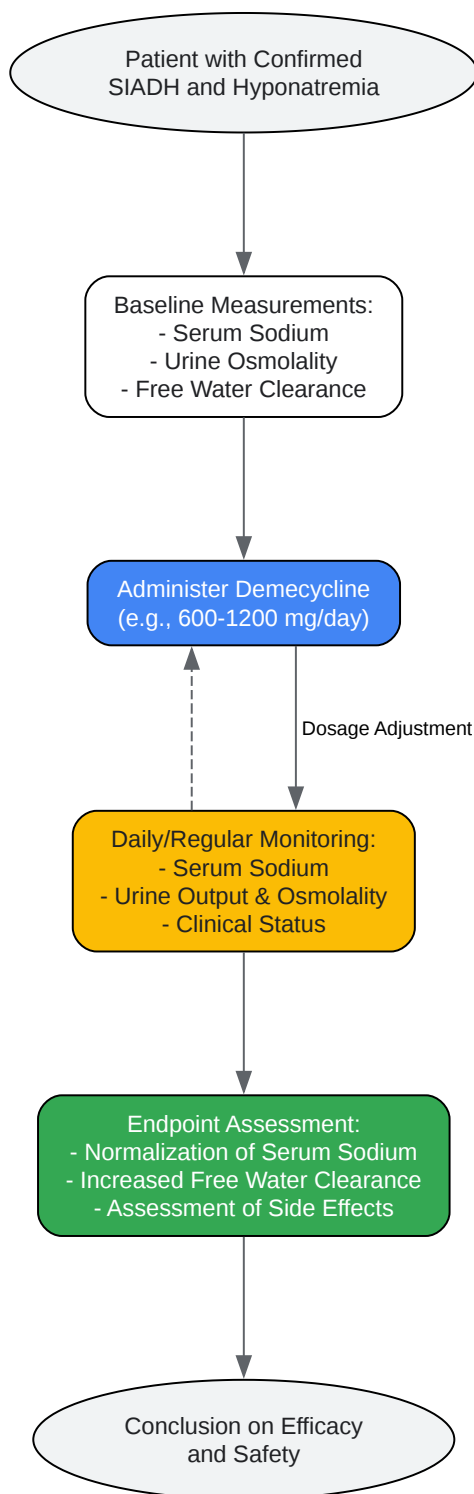 Patient with Confirmed
SIADH and Hyponatremia
Baseline Measurements:
- Serum Sodium
- Urine Osmolality
- Free Water Clearance
Administer Demecycline
(e.g., 600-1200 mg/day)
Dosage Adjustment
Daily/Regular Monitoring:
- Serum Sodium
- Urine Output & Osmolality
- Clinical Status
Endpoint Assessment:
- Normalization of Serum Sodium
- Increased Free Water Clearance
- Assessment of Side Effects
Conclusion on Efficacy
and Safety